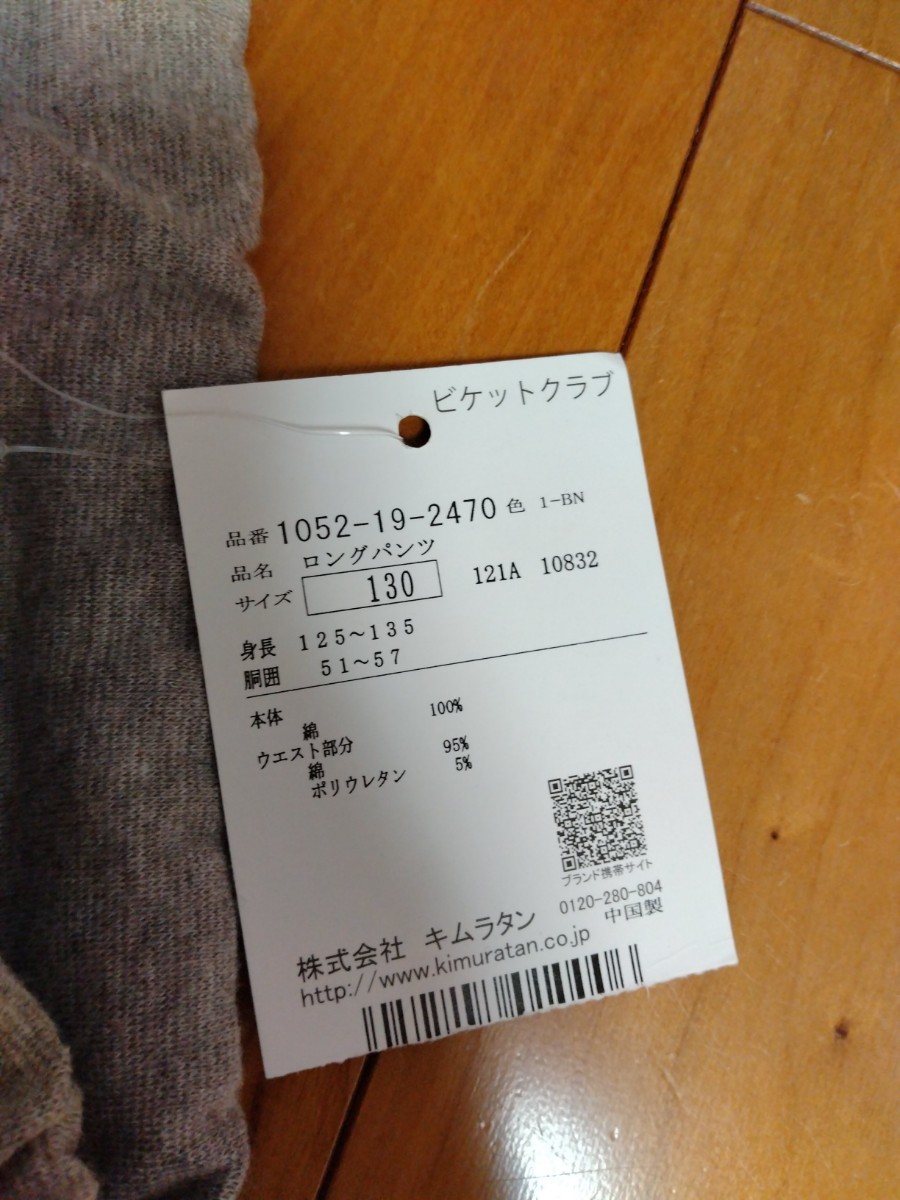 ビケットクラブ
品番 1052-19-2470 色 1-BN
品名 ロングパンツ
サイズ 130 121A 10832
身長 125~135
胴囲 51~57
本体
綿 100%
ウエスト部分
綿 95%
ポリウレタン 5%
ブランド携帯サイト
0120-280-804
株式会社 キムラタン 中国製
http://www.kimuratan.co.jp